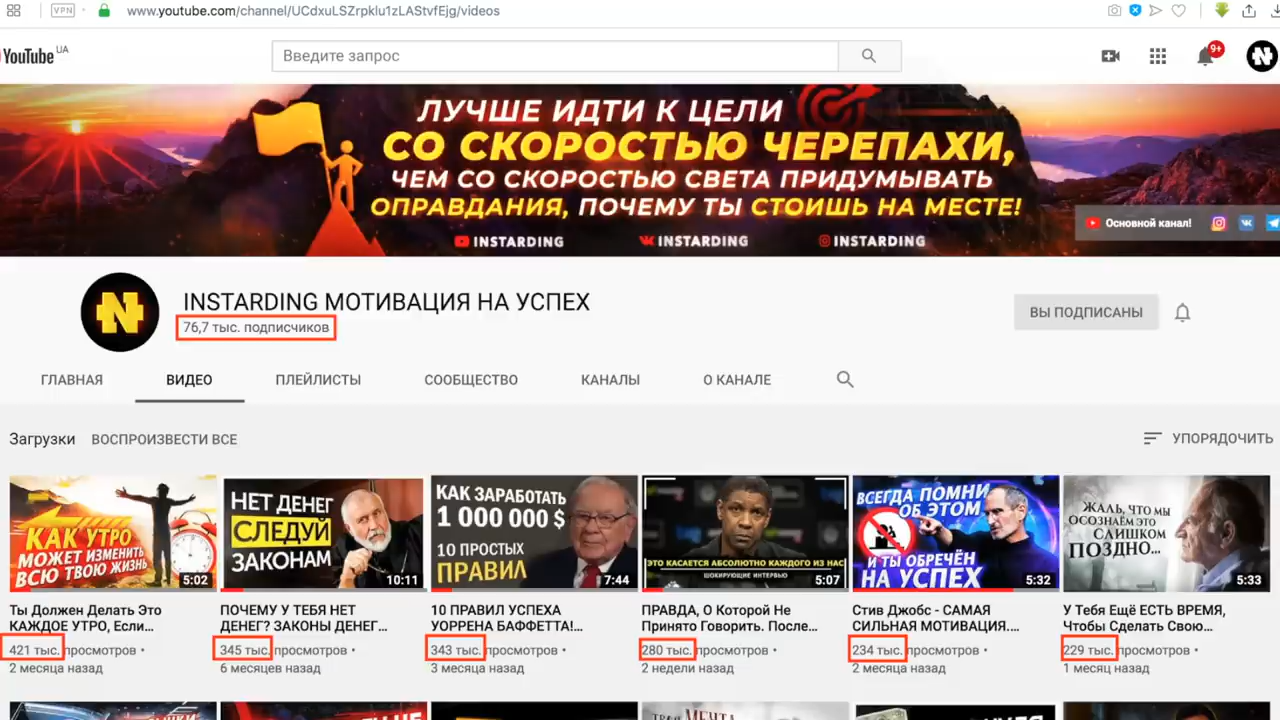 VPN
www.youtube.com/channel/UCdxuLSZrpklu1zLAStvfEjg/videos
YouTube UA
Введите запрос
9+
N
ЛУЧШЕ ИДТИ К ЦЕЛИ
СО СКОРОСТЬЮ ЧЕРЕПАХИ,
ЧЕМ СО СКОРОСТЬЮ СВЕТА ПРИДУМЫВАТЬ
ОПРАВДАНИЯ, ПОЧЕМУ ТЫ СТОИШЬ НА МЕСТЕ!
Основной канал!
INSTARDING INSTARDING INSTARDING
N
INSTARDING МОТИВАЦИЯ НА УСПЕХ
76,7 тыс. подписчиков
ВЫ ПОДПИСАНЫ
ГЛАВНАЯ ВИДЕО ПЛЕЙЛИСТЫ СООБЩЕСТВО КАНАЛЫ О КАНАЛЕ
Загрузки ВОСПРОИЗВЕСТИ ВСЕ УПОРЯДОЧИТЬ
КАК УТРО
МОЖЕТ ИЗМЕНИТЬ
ВСЮ ТВОЮ ЖИЗНЬ
5:02
Ты Должен Делать Это
КАЖДОЕ УТРО, Если...
421 тыс. просмотров •
2 месяца назад
НЕТ ДЕНЕГ
СЛЕДУЙ
ЗАКОНАМ
10:11
ПОЧЕМУ У ТЕБЯ НЕТ
ДЕНЕГ? ЗАКОНЫ ДЕНЕГ...
345 тыс. просмотров •
6 месяцев назад
КАК ЗАРАБОТАТЬ
1 000 000 $
10 ПРОСТЫХ
ПРАВИЛ
7:44
10 ПРАВИЛ УСПЕХА
УОРРЕНА БАФФЕТТА!...
343 тыс. просмотров •
3 месяца назад
ЭТО КАСАЕТСЯ АБСОЛЮТНО КАЖДОГО ИЗ НАС
ШОКИРУЮЩИЕ ИНТЕРВЬЮ
5:07
ПРАВДА, О Которой Не
Принято Говорить. После...
280 тыс. просмотров •
2 недели назад
ВСЕГДА ПОМНИ
ОБ ЭТОМ
И ТЫ ОБРЕЧЁН
НА УСПЕХ
5:32
Стив Джобс - САМАЯ
СИЛЬНАЯ МОТИВАЦИЯ....
234 тыс. просмотров •
2 месяца назад
ЖАЛЬ, ЧТО МЫ
ОСОЗНАЁМ ЭТО
СЛИШКОМ
ПОЗДНО...
5:33
У Тебя Ещё ЕСТЬ ВРЕМЯ,
Чтобы Сделать Свою...
229 тыс. просмотров •
1 месяц назад